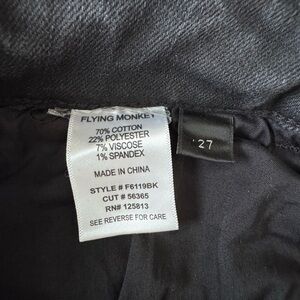 FLYING MONKEY
70% COTTON
22% POLYESTER
7% VISCOSE
1% SPANDEX
MADE IN CHINA
STYLE # F6119BK
CUT # 56365
RN# 125813
SEE REVERSE FOR CARE
27